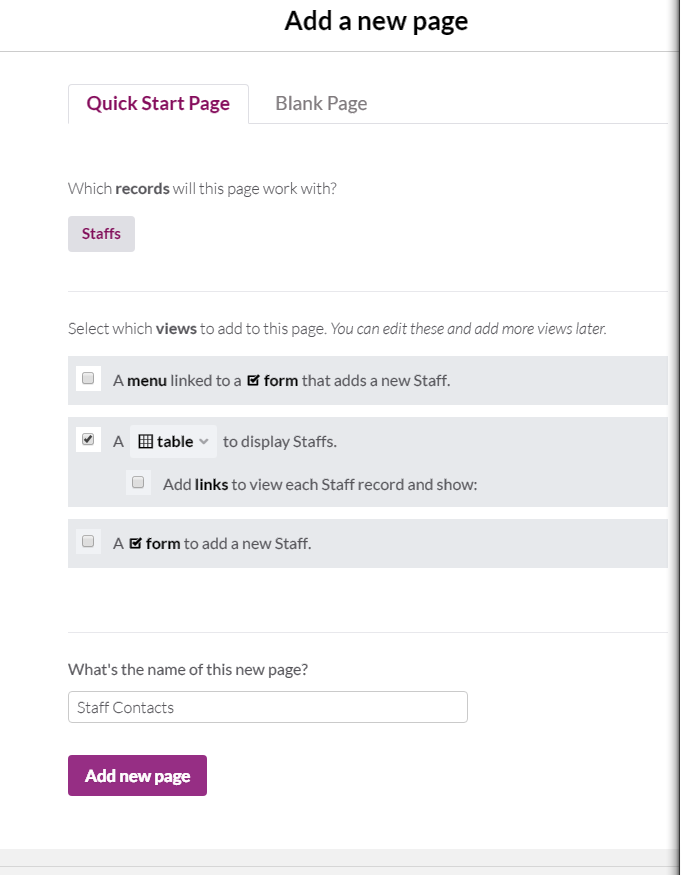 Add a new page
Quick Start Page
Blank Page
Which records will this page work with?
Staffs
Select which views to add to this page. You can edit these and add more views later.
A menu linked to a form that adds a new Staff.
A table to display Staffs.
Add links to view each Staff record and show:
A form to add a new Staff.
What's the name of this new page?
Staff Contacts
Add new page